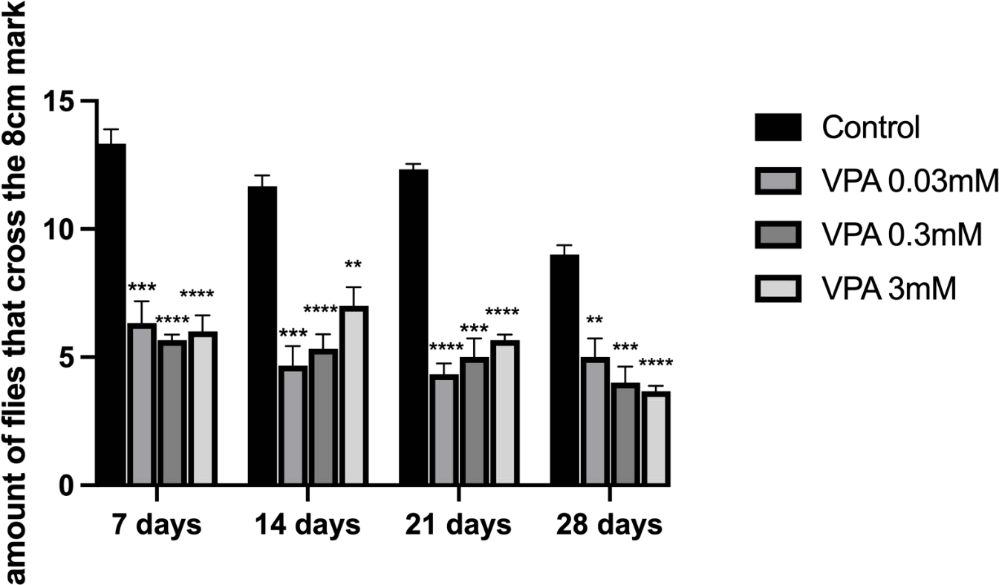 amount of flies that cross the 8cm mark
15
10
5
0
***
****
****
***
****
**
****
***
****
**
***
****
7 days
14 days
21 days
28 days
Control
VPA 0.03mM
VPA 0.3mM
VPA 3mM